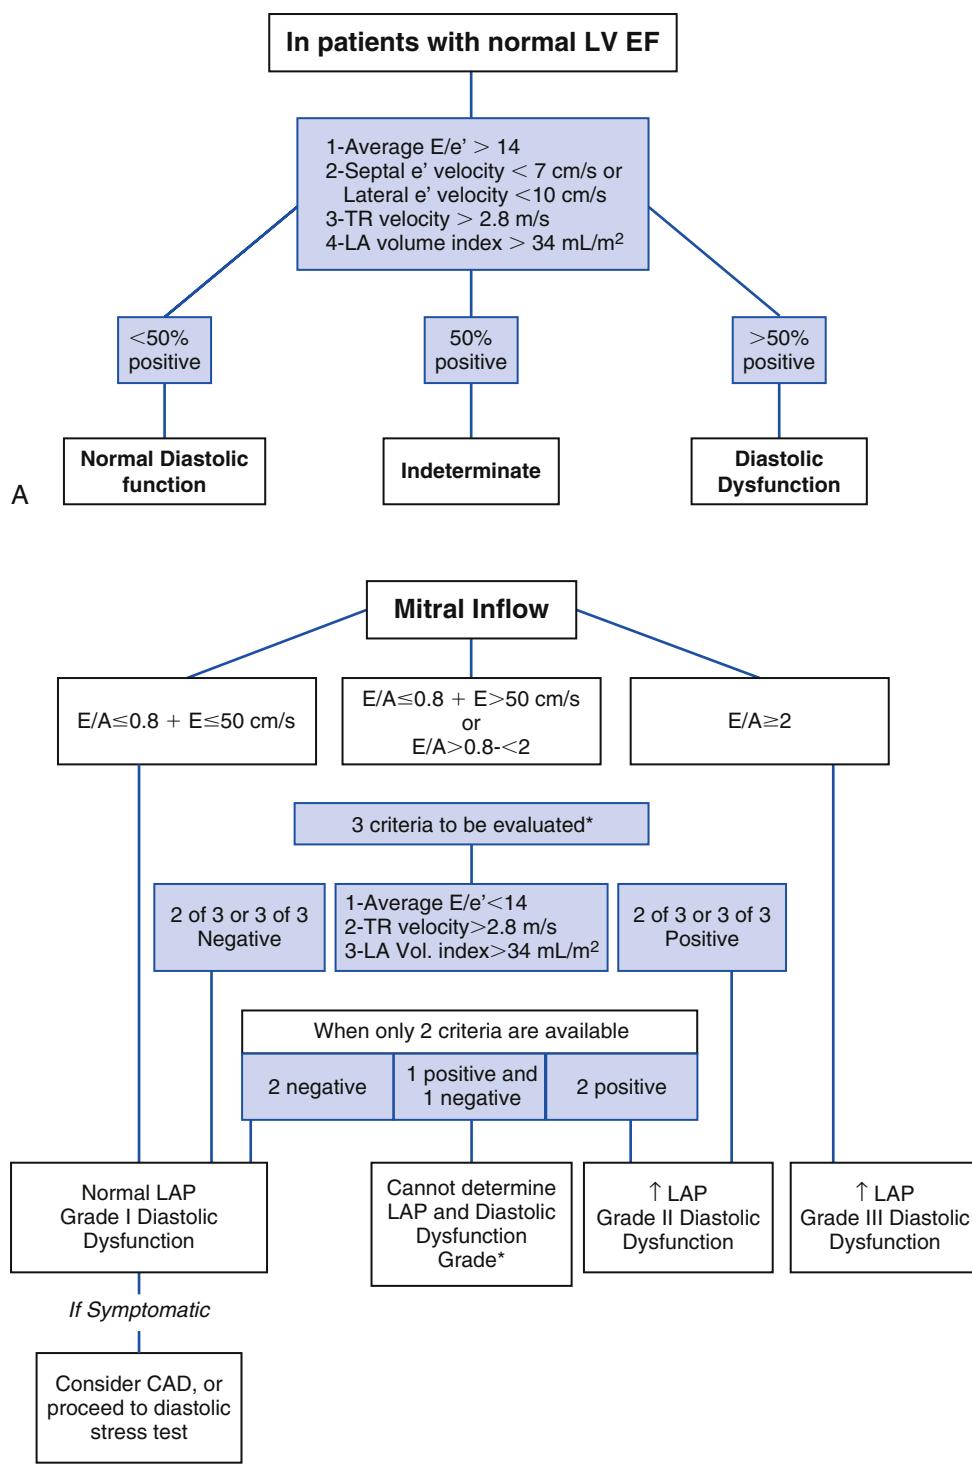 In patients with normal LV EF
1-Average E/e' > 14
2-Septal e' velocity < 7 cm/s or
Lateral e' velocity <10 cm/s
3-TR velocity > 2.8 m/s
4-LA volume index > 34 mL/m²
<50%
positive
50%
positive
>50%
positive
Normal Diastolic
function
Indeterminate
Diastolic
Dysfunction
A
Mitral Inflow
E/A≤0.8 + E≤50 cm/s
E/A≤0.8 + E>50 cm/s
or
E/A>0.8-<2
E/A≥2
3 criteria to be evaluated*
2 of 3 or 3 of 3
Negative
1-Average E/e'<14
2-TR velocity>2.8 m/s
3-LA Vol. index>34 mL/m²
2 of 3 or 3 of 3
Positive
When only 2 criteria are available
2 negative
1 positive and
1 negative
2 positive
Normal LAP
Grade I Diastolic
Dysfunction
Cannot determine
LAP and Diastolic
Dysfunction
Grade*
↑ LAP
Grade II Diastolic
Dysfunction
↑ LAP
Grade III Diastolic
Dysfunction
If Symptomatic
Consider CAD, or
proceed to diastolic
stress test